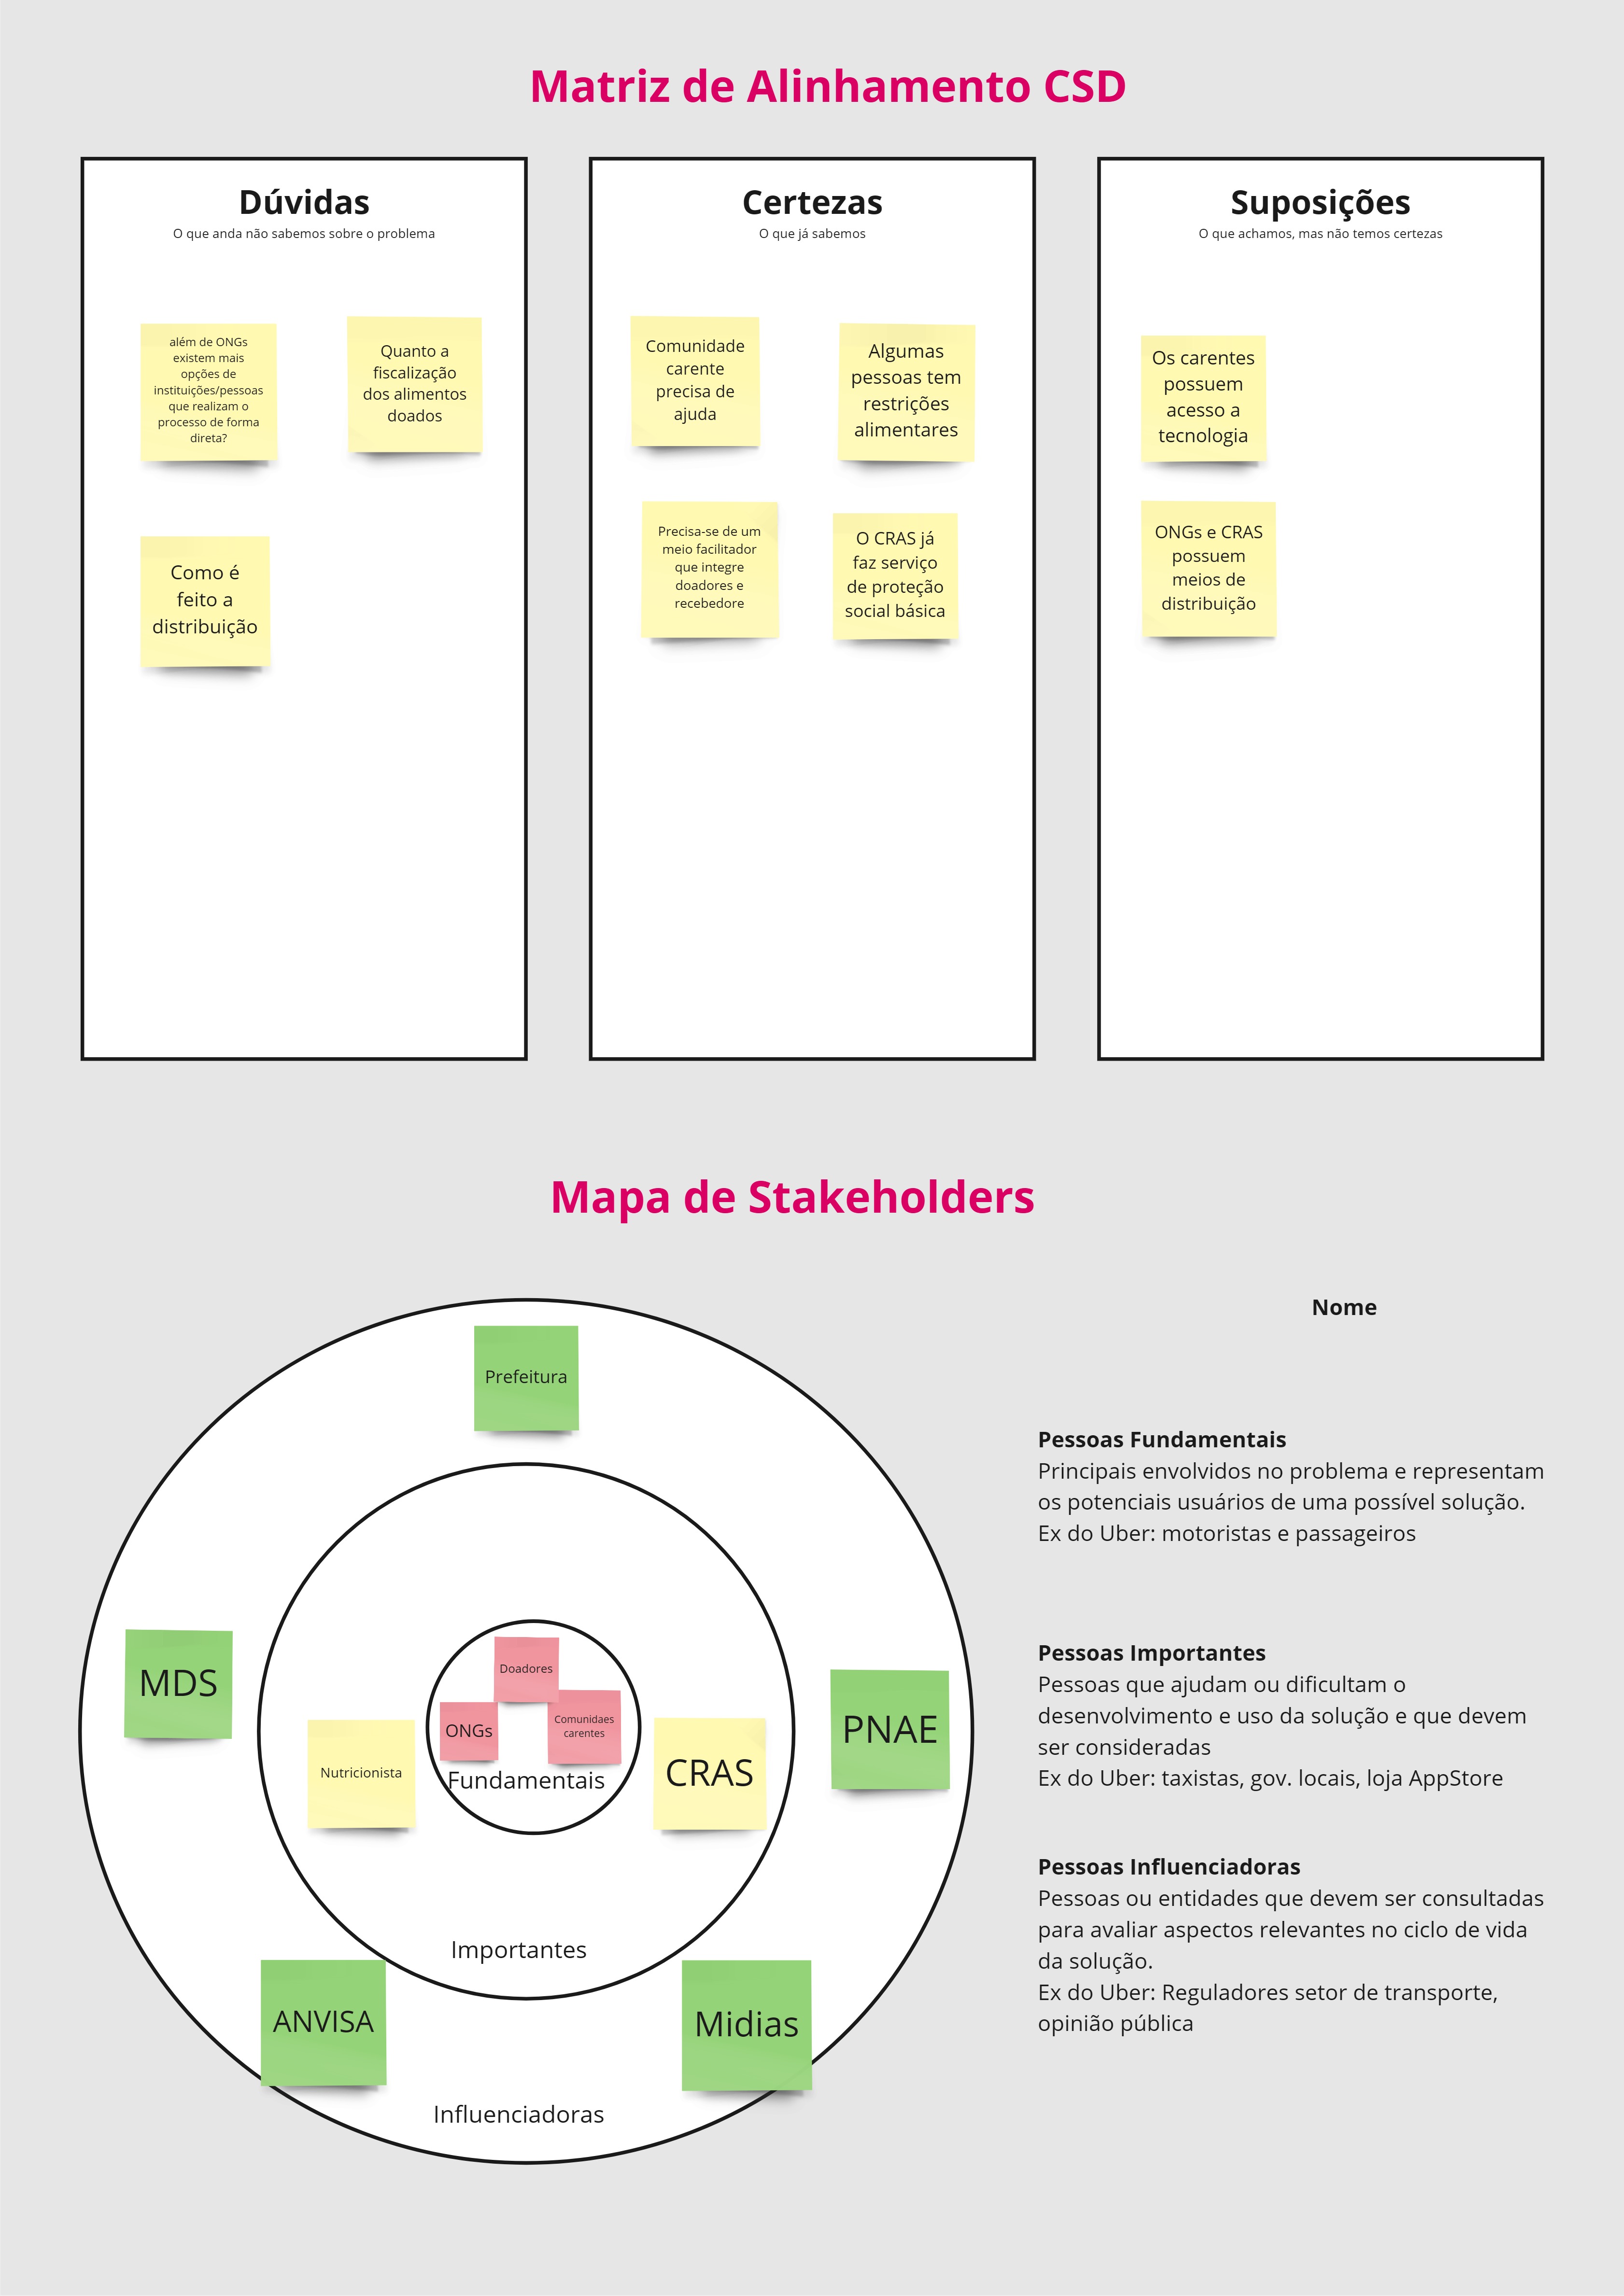 Matriz de Alinhamento CSD
Dúvidas
O que anda não sabemos sobre o problema
além de ONGs
existem mais
opções de
instituições/pessoas
que realizam o
processo de forma
direta?
Quanto a
fiscalização
dos alimentos
doados
Como é
feito a
distribuição
Certezas
O que já sabemos
Comunidade
carente
precisa de
ajuda
Algumas
pessoas tem
restrições
alimentares
Precisa-se de um
meio facilitador
que integre
doadores e
recebedore
O CRAS já
faz serviço
de proteção
social básica
Suposições
O que achamos, mas não temos certezas
Os carentes
possuem
acesso a
tecnologia
ONGs e CRAS
possuem
meios de
distribuição
Mapa de Stakeholders
Prefeitura
MDS
PNAE
Doadores
ONGs
Comunidaes
carentes
Fundamentais
Nutricionista
CRAS
Importantes
ANVISA
Midias
Influenciadoras
Nome
Pessoas Fundamentais
Principais envolvidos no problema e representam
os potenciais usuários de uma possível solução.
Ex do Uber: motoristas e passageiros
Pessoas Importantes
Pessoas que ajudam ou dificultam o
desenvolvimento e uso da solução e que devem
ser consideradas
Ex do Uber: taxistas, gov. locais, loja AppStore
Pessoas Influenciadoras
Pessoas ou entidades que devem ser consultadas
para avaliar aspectos relevantes no ciclo de vida
da solução.
Ex do Uber: Reguladores setor de transporte,
opinião pública